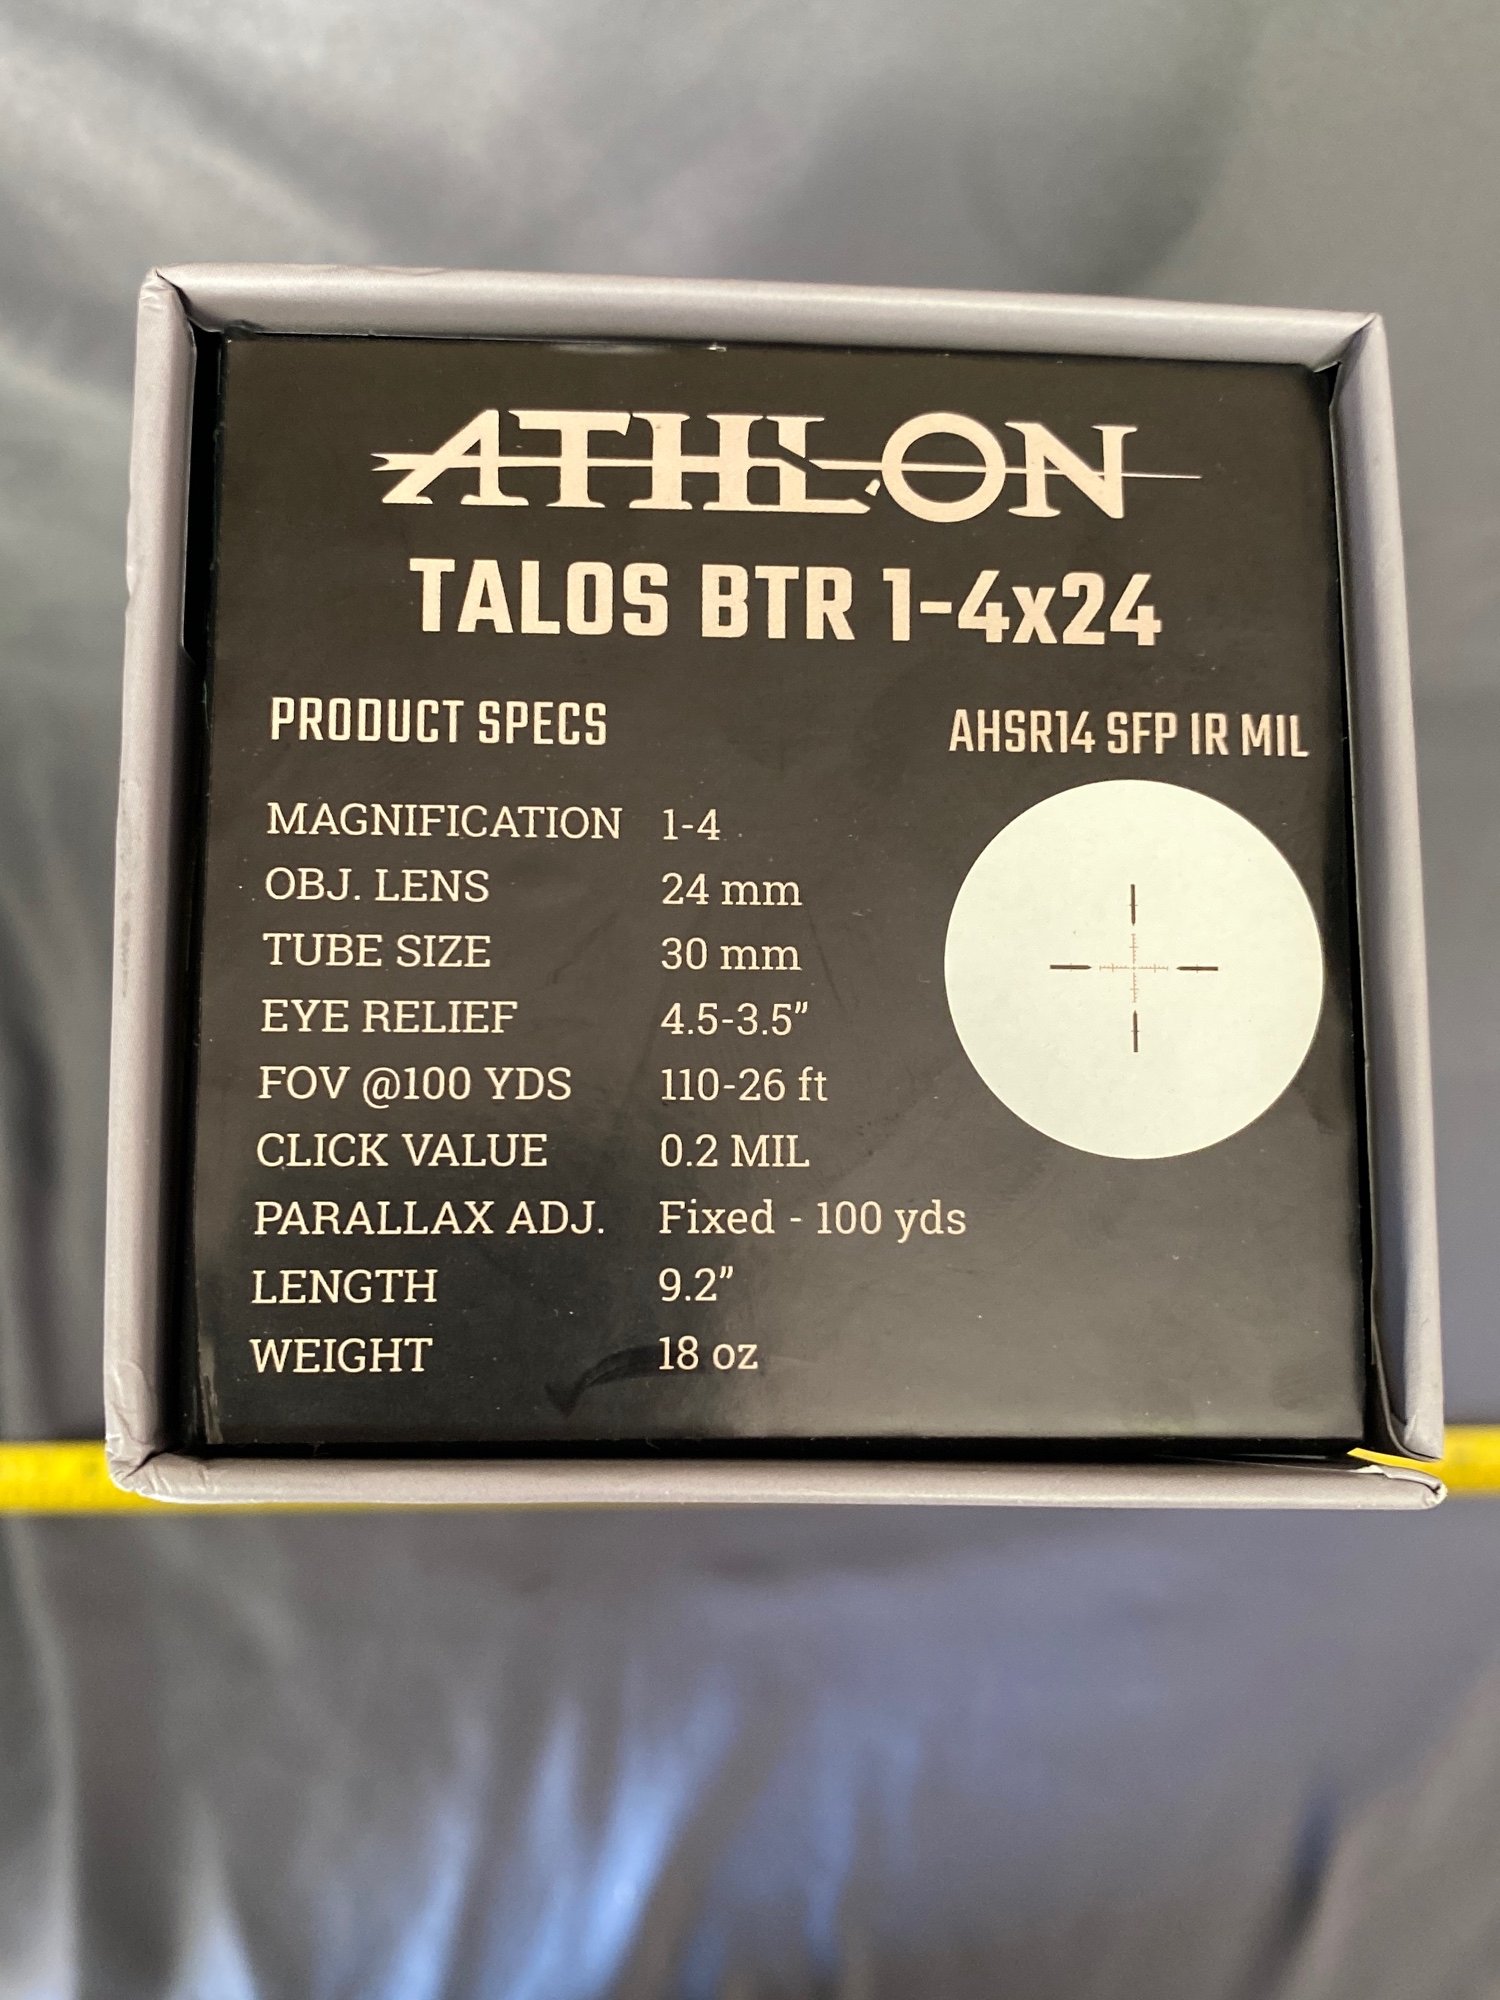 ATHLON
TALOS BTR 1-4x24
PRODUCT SPECS
AHSR14 SFP IR MIL
MAGNIFICATION 1-4
OBJ. LENS 24 mm
TUBE SIZE 30 mm
EYE RELIEF 4.5-3.5”
FOV @100 YDS 110-26 ft
CLICK VALUE 0.2 MIL
PARALLAX ADJ. Fixed - 100 yds
LENGTH 9.2”
WEIGHT 18 oz